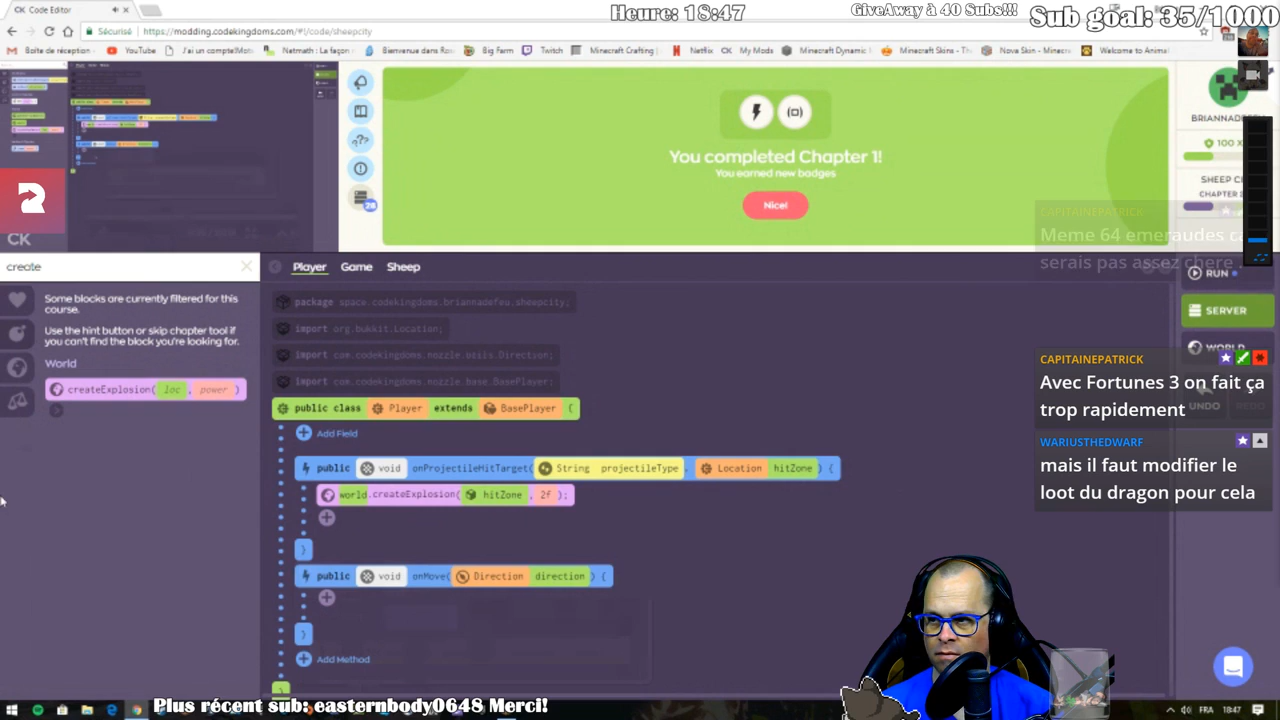 CK Code Editor
Heure: 18:47
GiveAway à 40 Subs!!!
Sub goal: 35/1000
Sécurisé
https://modding.codekingdoms.com/#!/code/sheepcity
Boîte de réception
YouTube
Netmath : La façon
Bienvenue dans Ros
Big Farm
Twitch
Minecraft Crafting
Netflix
CK My Mods
Minecraft Dynamic
Minecraft Skins - Th
Nova Skin - Minecra
Welcome to Animal
CK
28
You completed Chapter 1!
You earned new badges
Nice!
BRIANNADEF
100 X
SHEEP CI
CHAPTER
CAPITAINEPATRICK
Meme 64 emeraudes ca
serais pas assez chere
create
Player
Game
Sheep
RUN
SERVER
WORLD
UNDO
REDO
Some blocks are currently filtered for this
course.
Use the hint button or skip chapter tool if
you can't find the block you're looking for.
World
createExplosion( loc , power )
package space.codekingdoms.briannadefeu.sheepcity;
import org.bukkit.Location;
import com.codekingdoms.nozzle.utils.Direction;
import com.codekingdoms.nozzle.base.BasePlayer;
public class Player extends BasePlayer {
Add Field
public void onProjectileHitTarget( String projectileType , Location hitZone ) {
world.createExplosion( hitZone , 2f );
}
public void onMove( Direction direction ) {
}
Add Method
}
CAPITAINEPATRICK
Avec Fortunes 3 on fait ça
trop rapidement
WARIUSTHEDWARF
mais il faut modifier le
loot du dragon pour cela
Plus récent sub: easternbody0648 Merci!
FR
18:47